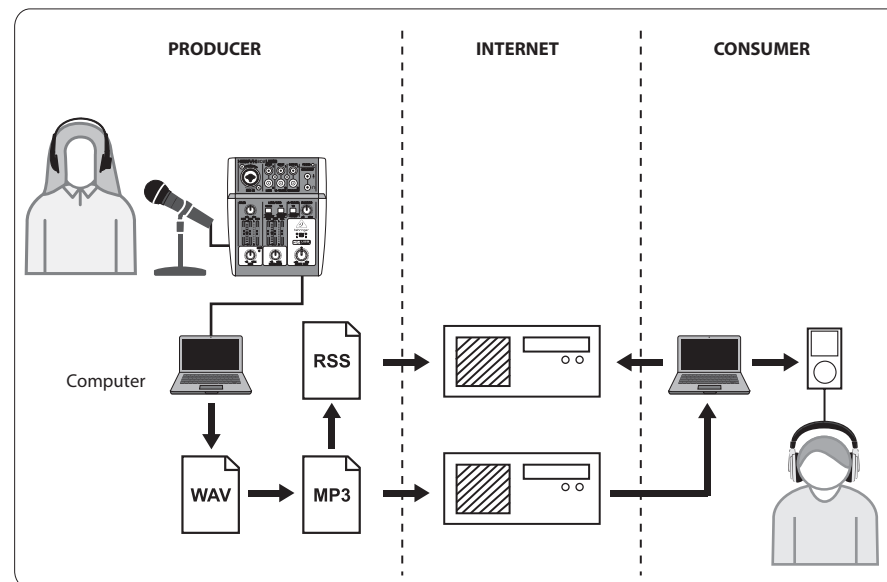 PRODUCER
INTERNET
CONSUMER
Computer
RSS
WAV
MP3